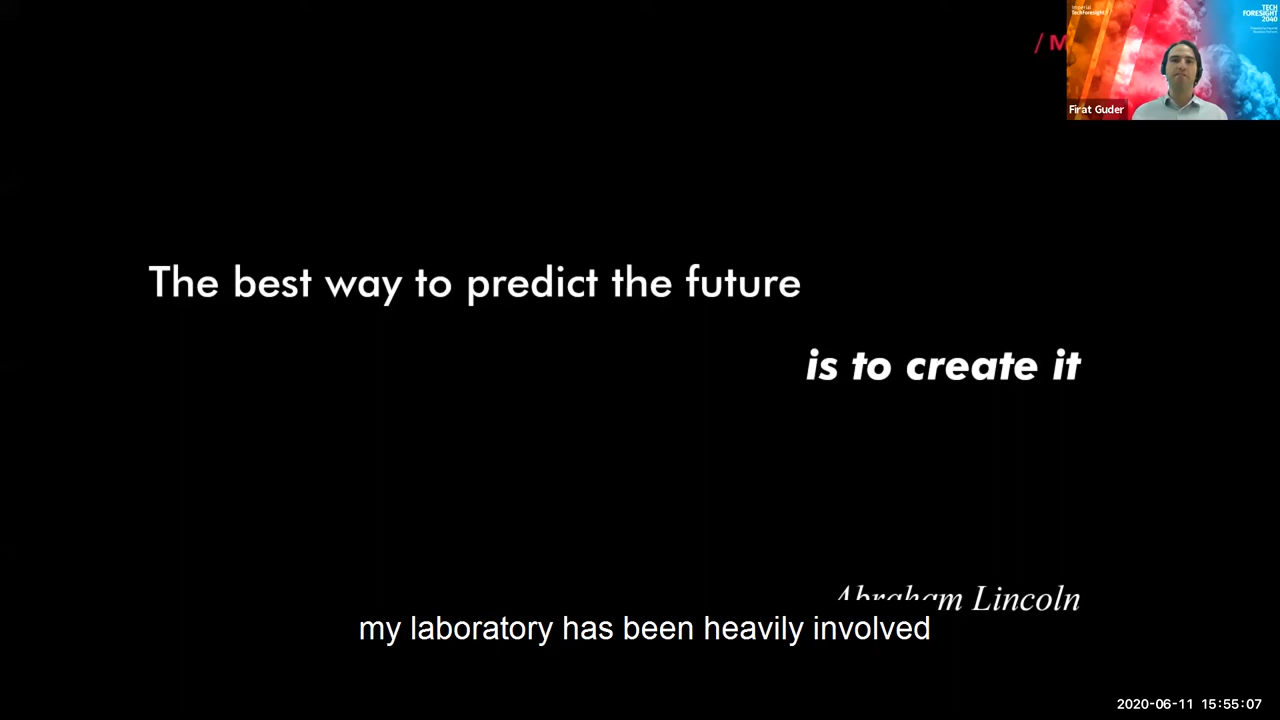 / M
Imperial
TechForesight
TECH
FORESIGHT
2040
Firat Guder
The best way to predict the future
is to create it
Abraham Lincoln
my laboratory has been heavily involved
2020-06-11 15:55:07